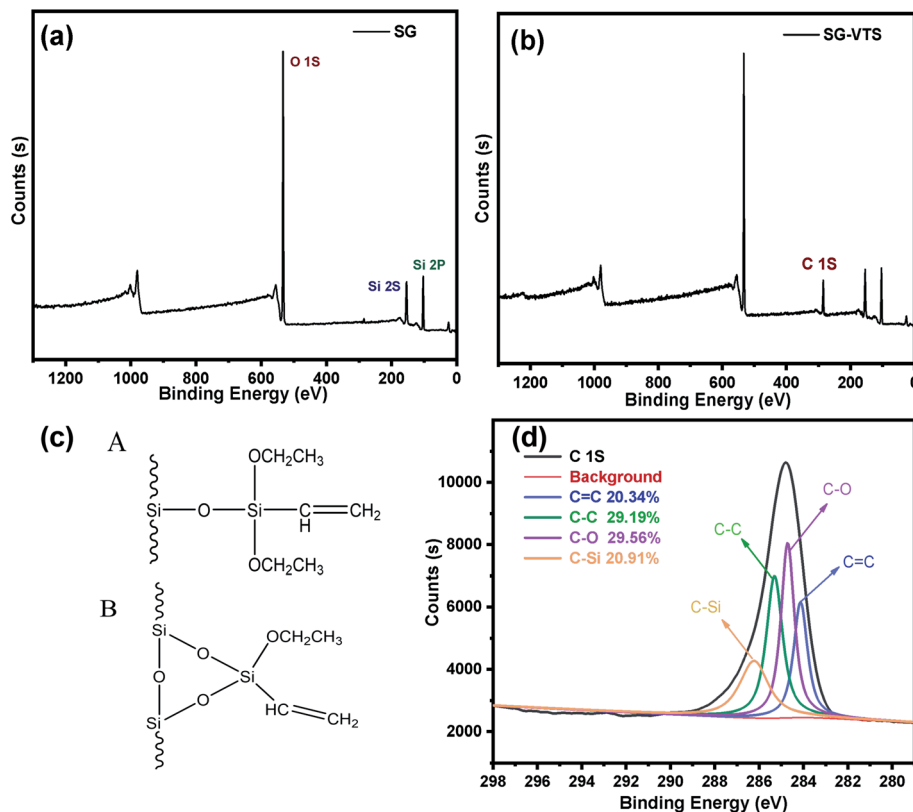 (a)
SG
O 1S
Si 2S
Si 2P
Counts (s)
1200 1000 800 600 400 200 0
Binding Energy (eV)
(b)
SG-VTS
C 1S
Counts (s)
1200 1000 800 600 400 200 0
Binding Energy (eV)
(c)
A
OCH₂CH₃
Si O Si C CH₂
H
OCH₂CH₃
B
Si
OCH₂CH₃
O
O Si
O
Si
HC CH₂
(d)
C 1S
Background
C=C 20.34%
C-C 29.19%
C-O 29.56%
C-Si 20.91%
C-O
C-C
C=C
C-Si
Counts (s)
10000
8000
6000
4000
2000
298 296 294 292 290 288 286 284 282 280
Binding Energy (eV)